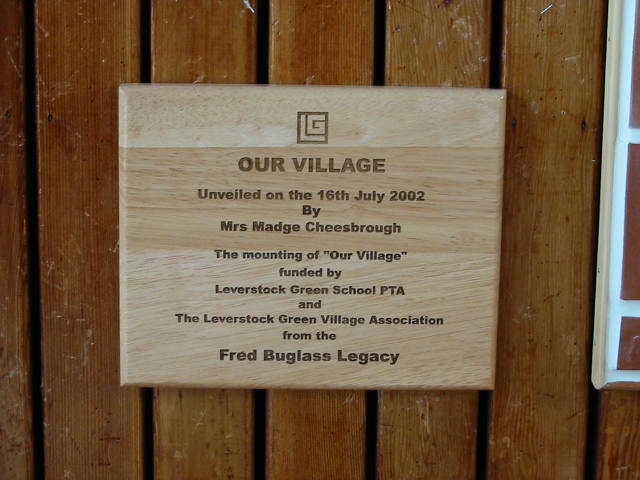 LG
OUR VILLAGE
Unveiled on the 16th July 2002
By
Mrs Madge Cheesbrough
The mounting of "Our Village"
funded by
Leverstock Green School PTA
and
The Leverstock Green Village Association
from the
Fred Buglass Legacy